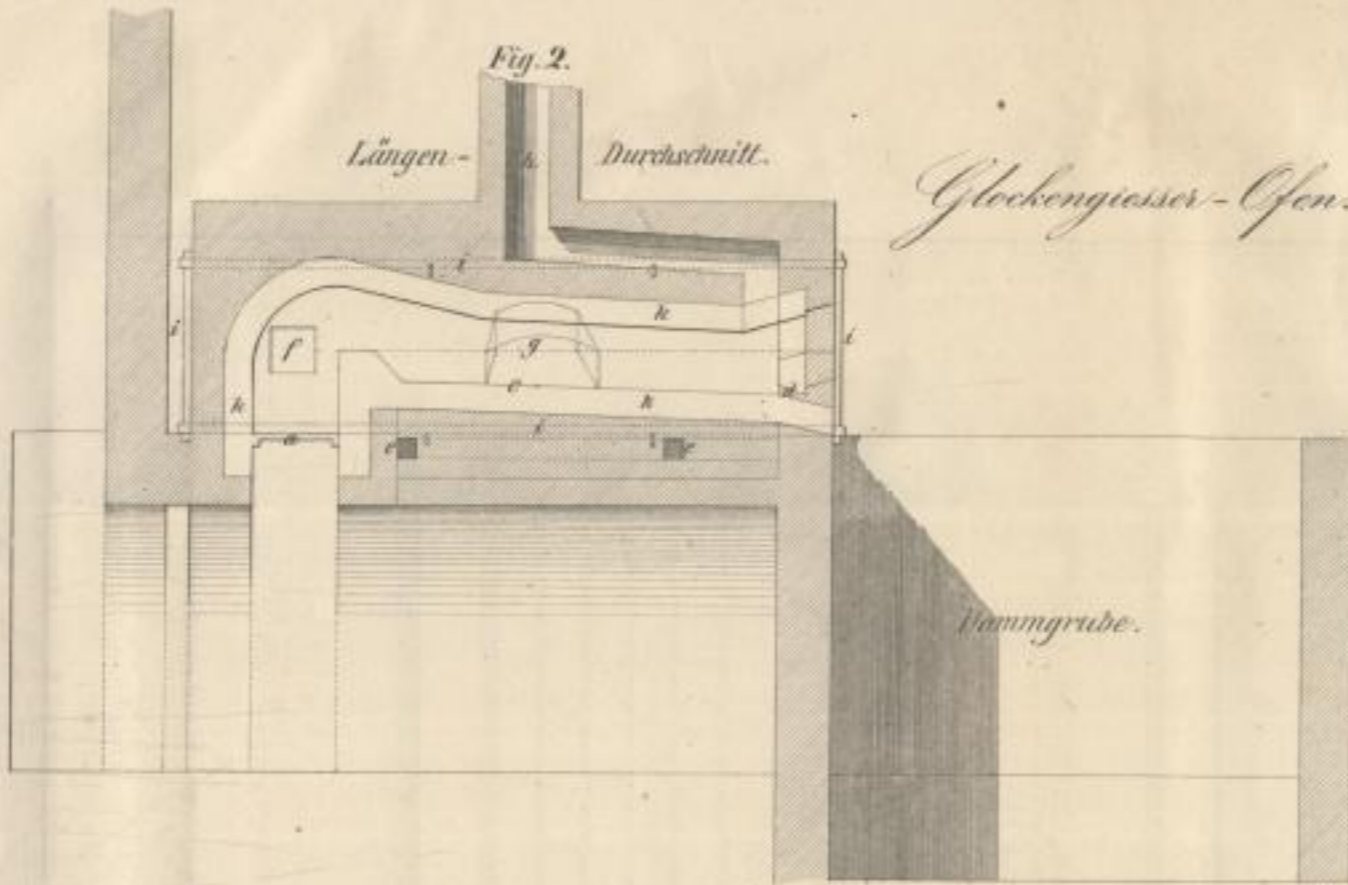 Fig. 2.
Längen- Durchschnitt.
Glockengiesser-Ofen.
i
i
k
f
g
c
k
k
i
a
e
i
e
Dammgrube.